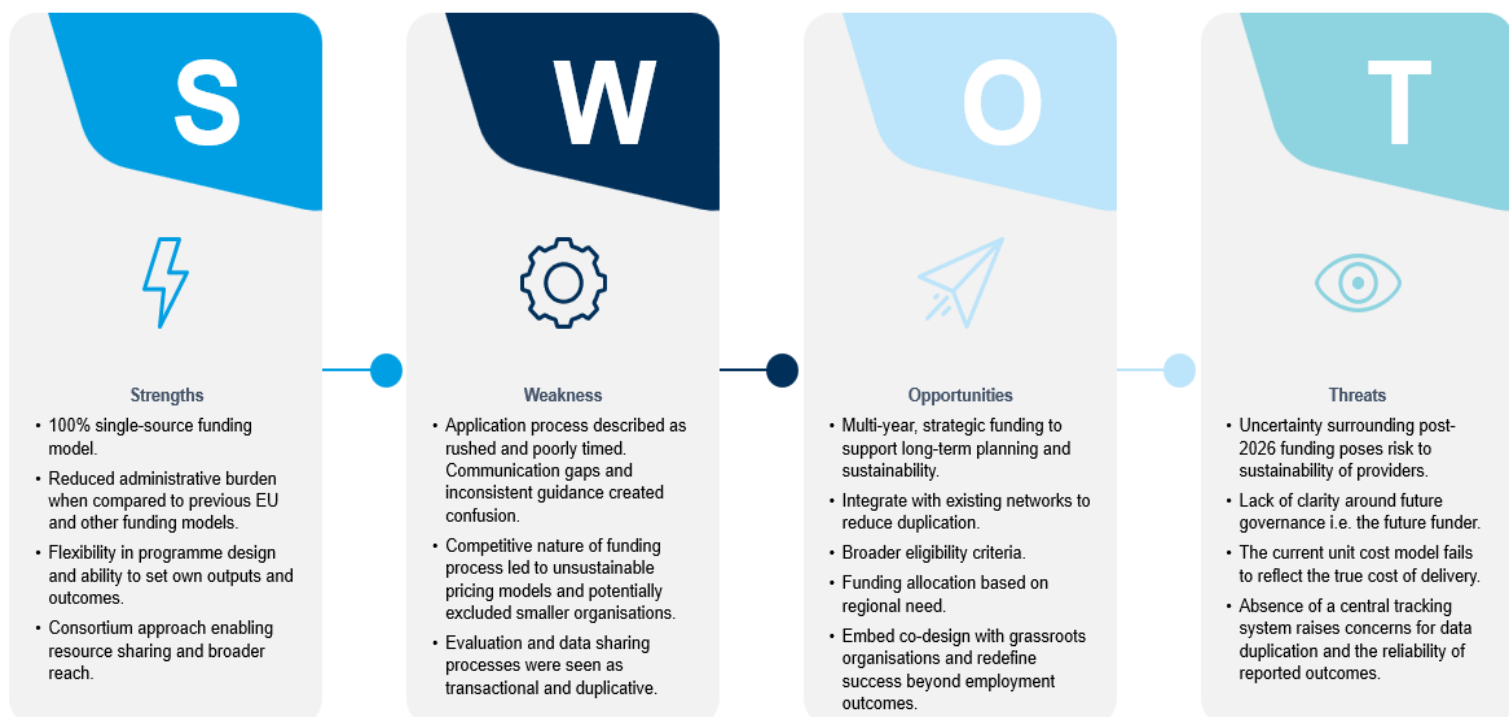 S
Strengths
• 100% single-source funding
model.
• Reduced administrative burden
when compared to previous EU
and other funding models.
• Flexibility in programme design
and ability to set own outputs and
outcomes.
• Consortium approach enabling
resource sharing and broader
reach.
W
Weakness
• Application process described as
rushed and poorly timed.
Communication gaps and
inconsistent guidance created
confusion.
• Competitive nature of funding
process led to unsustainable
pricing models and potentially
excluded smaller organisations.
• Evaluation and data sharing
processes were seen as
transactional and duplicative.
O
Opportunities
• Multi-year, strategic funding to
support long-term planning and
sustainability.
• Integrate with existing networks to
reduce duplication.
• Broader eligibility criteria.
• Funding allocation based on
regional need.
• Embed co-design with grassroots
organisations and redefine
success beyond employment
outcomes.
T
Threats
• Uncertainty surrounding post-
2026 funding poses risk to
sustainability of providers.
• Lack of clarity around future
governance i.e. the future funder.
• The current unit cost model fails
to reflect the true cost of delivery.
• Absence of a central tracking
system raises concerns for data
duplication and the reliability of
reported outcomes.